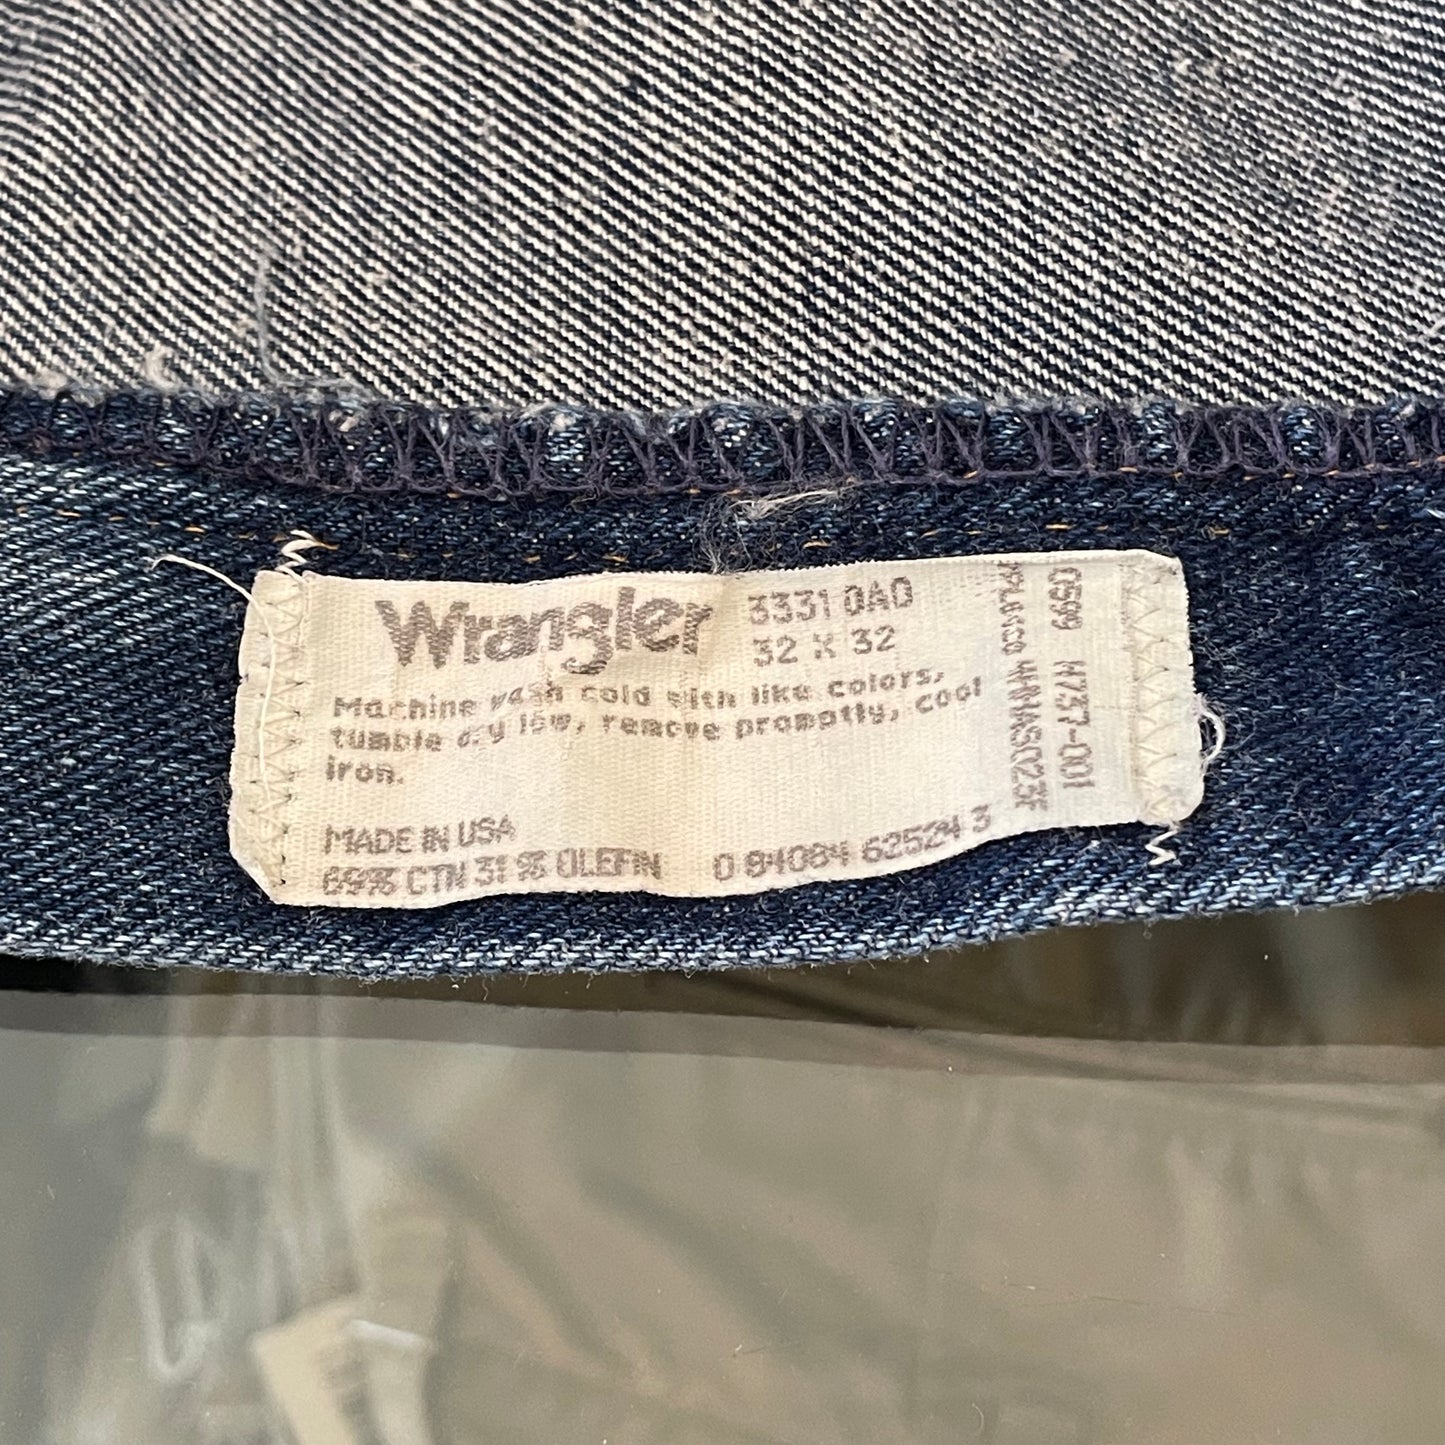 Wrangler 3331 0A0
32 X 32
Machine wash cold with like colors,
tumble dry low, remove promptly, cool
iron.
MADE IN USA
69% CTN 31% OLEFIN 0 94084 62524 3
0599 H737-001